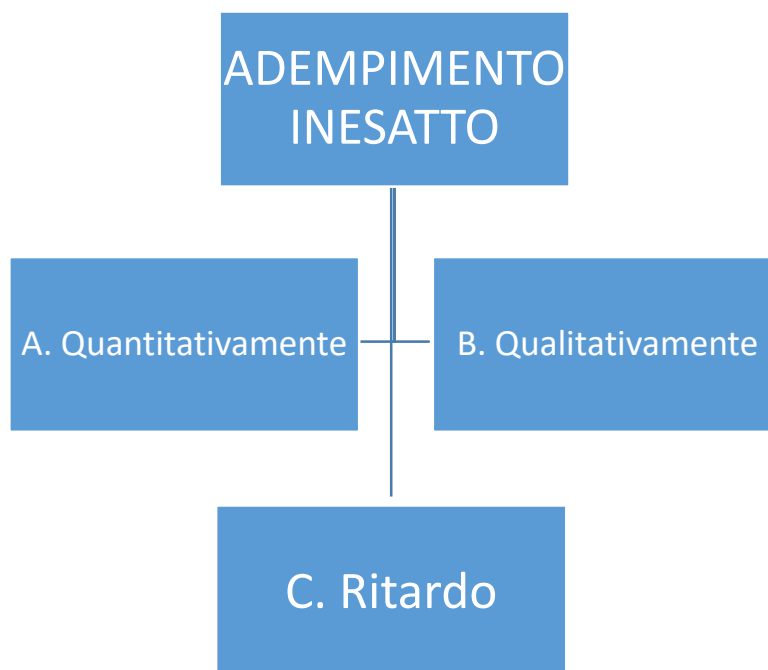 ADEMPIMENTO
INESATTO
A. Quantitativamente
B. Qualitativamente
C. Ritardo